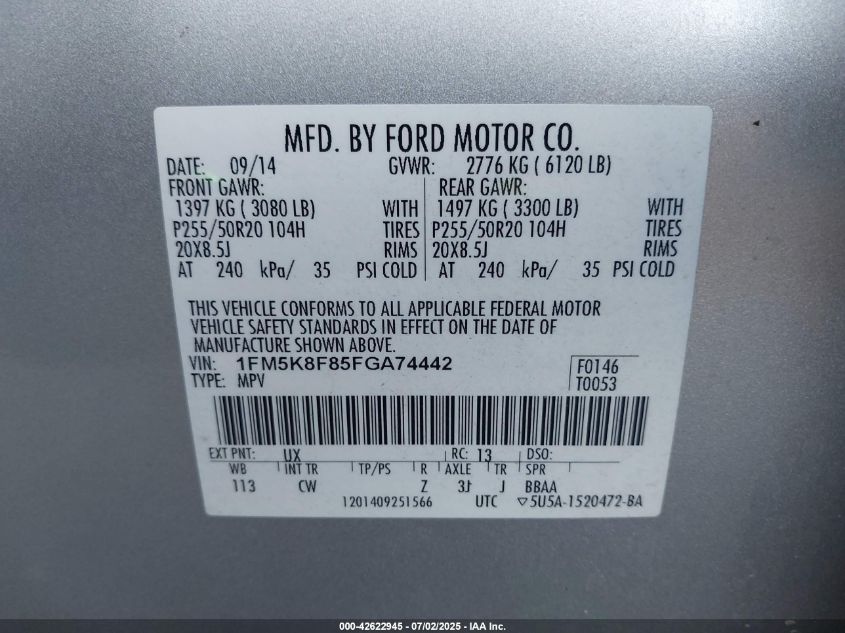 MFD. BY FORD MOTOR CO.
DATE: 09/14 GVWR: 2776 KG ( 6120 LB)
FRONT GAWR: REAR GAWR:
1397 KG ( 3080 LB) WITH 1497 KG ( 3300 LB) WITH
P255/50R20 104H TIRES P255/50R20 104H TIRES
20X8.5J RIMS 20X8.5J RIMS
AT 240 kPa/ 35 PSI COLD AT 240 kPa/ 35 PSI COLD
THIS VEHICLE CONFORMS TO ALL APPLICABLE FEDERAL MOTOR
VEHICLE SAFETY STANDARDS IN EFFECT ON THE DATE OF
MANUFACTURE SHOWN ABOVE.
VIN: 1FM5K8F85FGA74442 F0146
TYPE: MPV T0053
EXT PNT: UX RC: 13 DSO:
WB INT TR TP/PS R AXLE TR SPR
113 CW Z 3J J BBAA
1201409251566 UTC ▽5U5A-1520472-BA
000-42622945 - 07/02/2025 - IAA Inc.